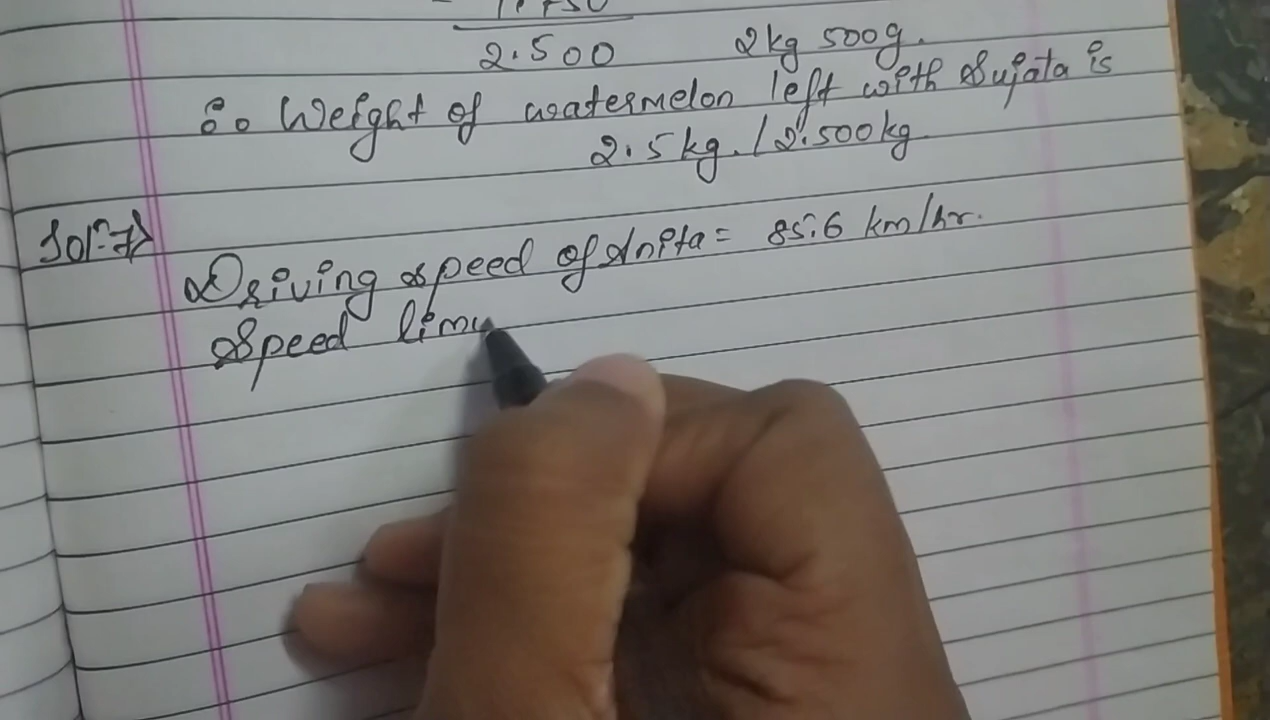 2.500 2kg 500g.
∴ Weight of watermelon left with Sujata is
2.5kg./2.500kg
Sol:-7>
Driving speed of Anita = 85.6 km/hr.
Speed lim